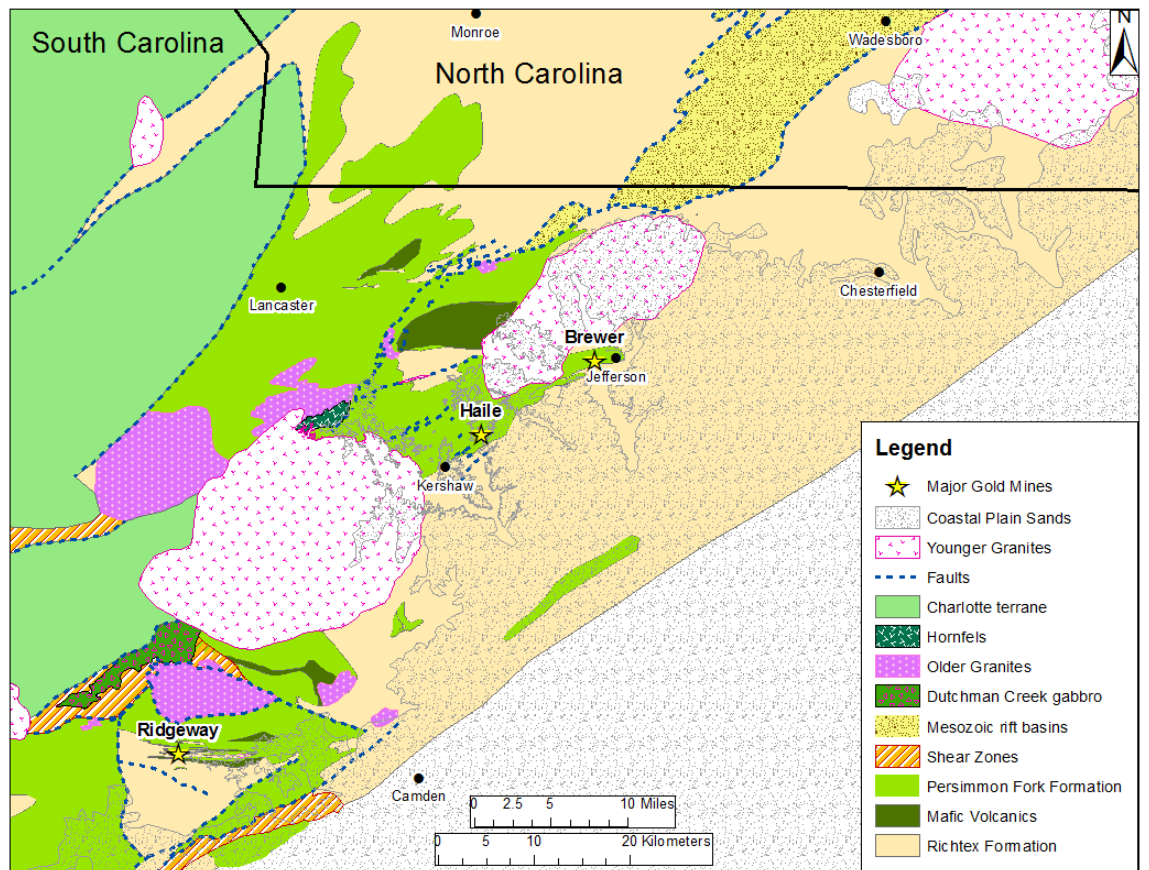 South Carolina
Monroe
North Carolina
Wadesboro
N
Lancaster
Chesterfield
Brewer
Jefferson
Haile
Kershaw
Ridgeway
Camden
0 2.5 5 10 Miles
0 5 10 20 Kilometers
Legend
Major Gold Mines
Coastal Plain Sands
Younger Granites
Faults
Charlotte terrane
Hornfels
Older Granites
Dutchman Creek gabbro
Mesozoic rift basins
Shear Zones
Persimmon Fork Formation
Mafic Volcanics
Richtex Formation